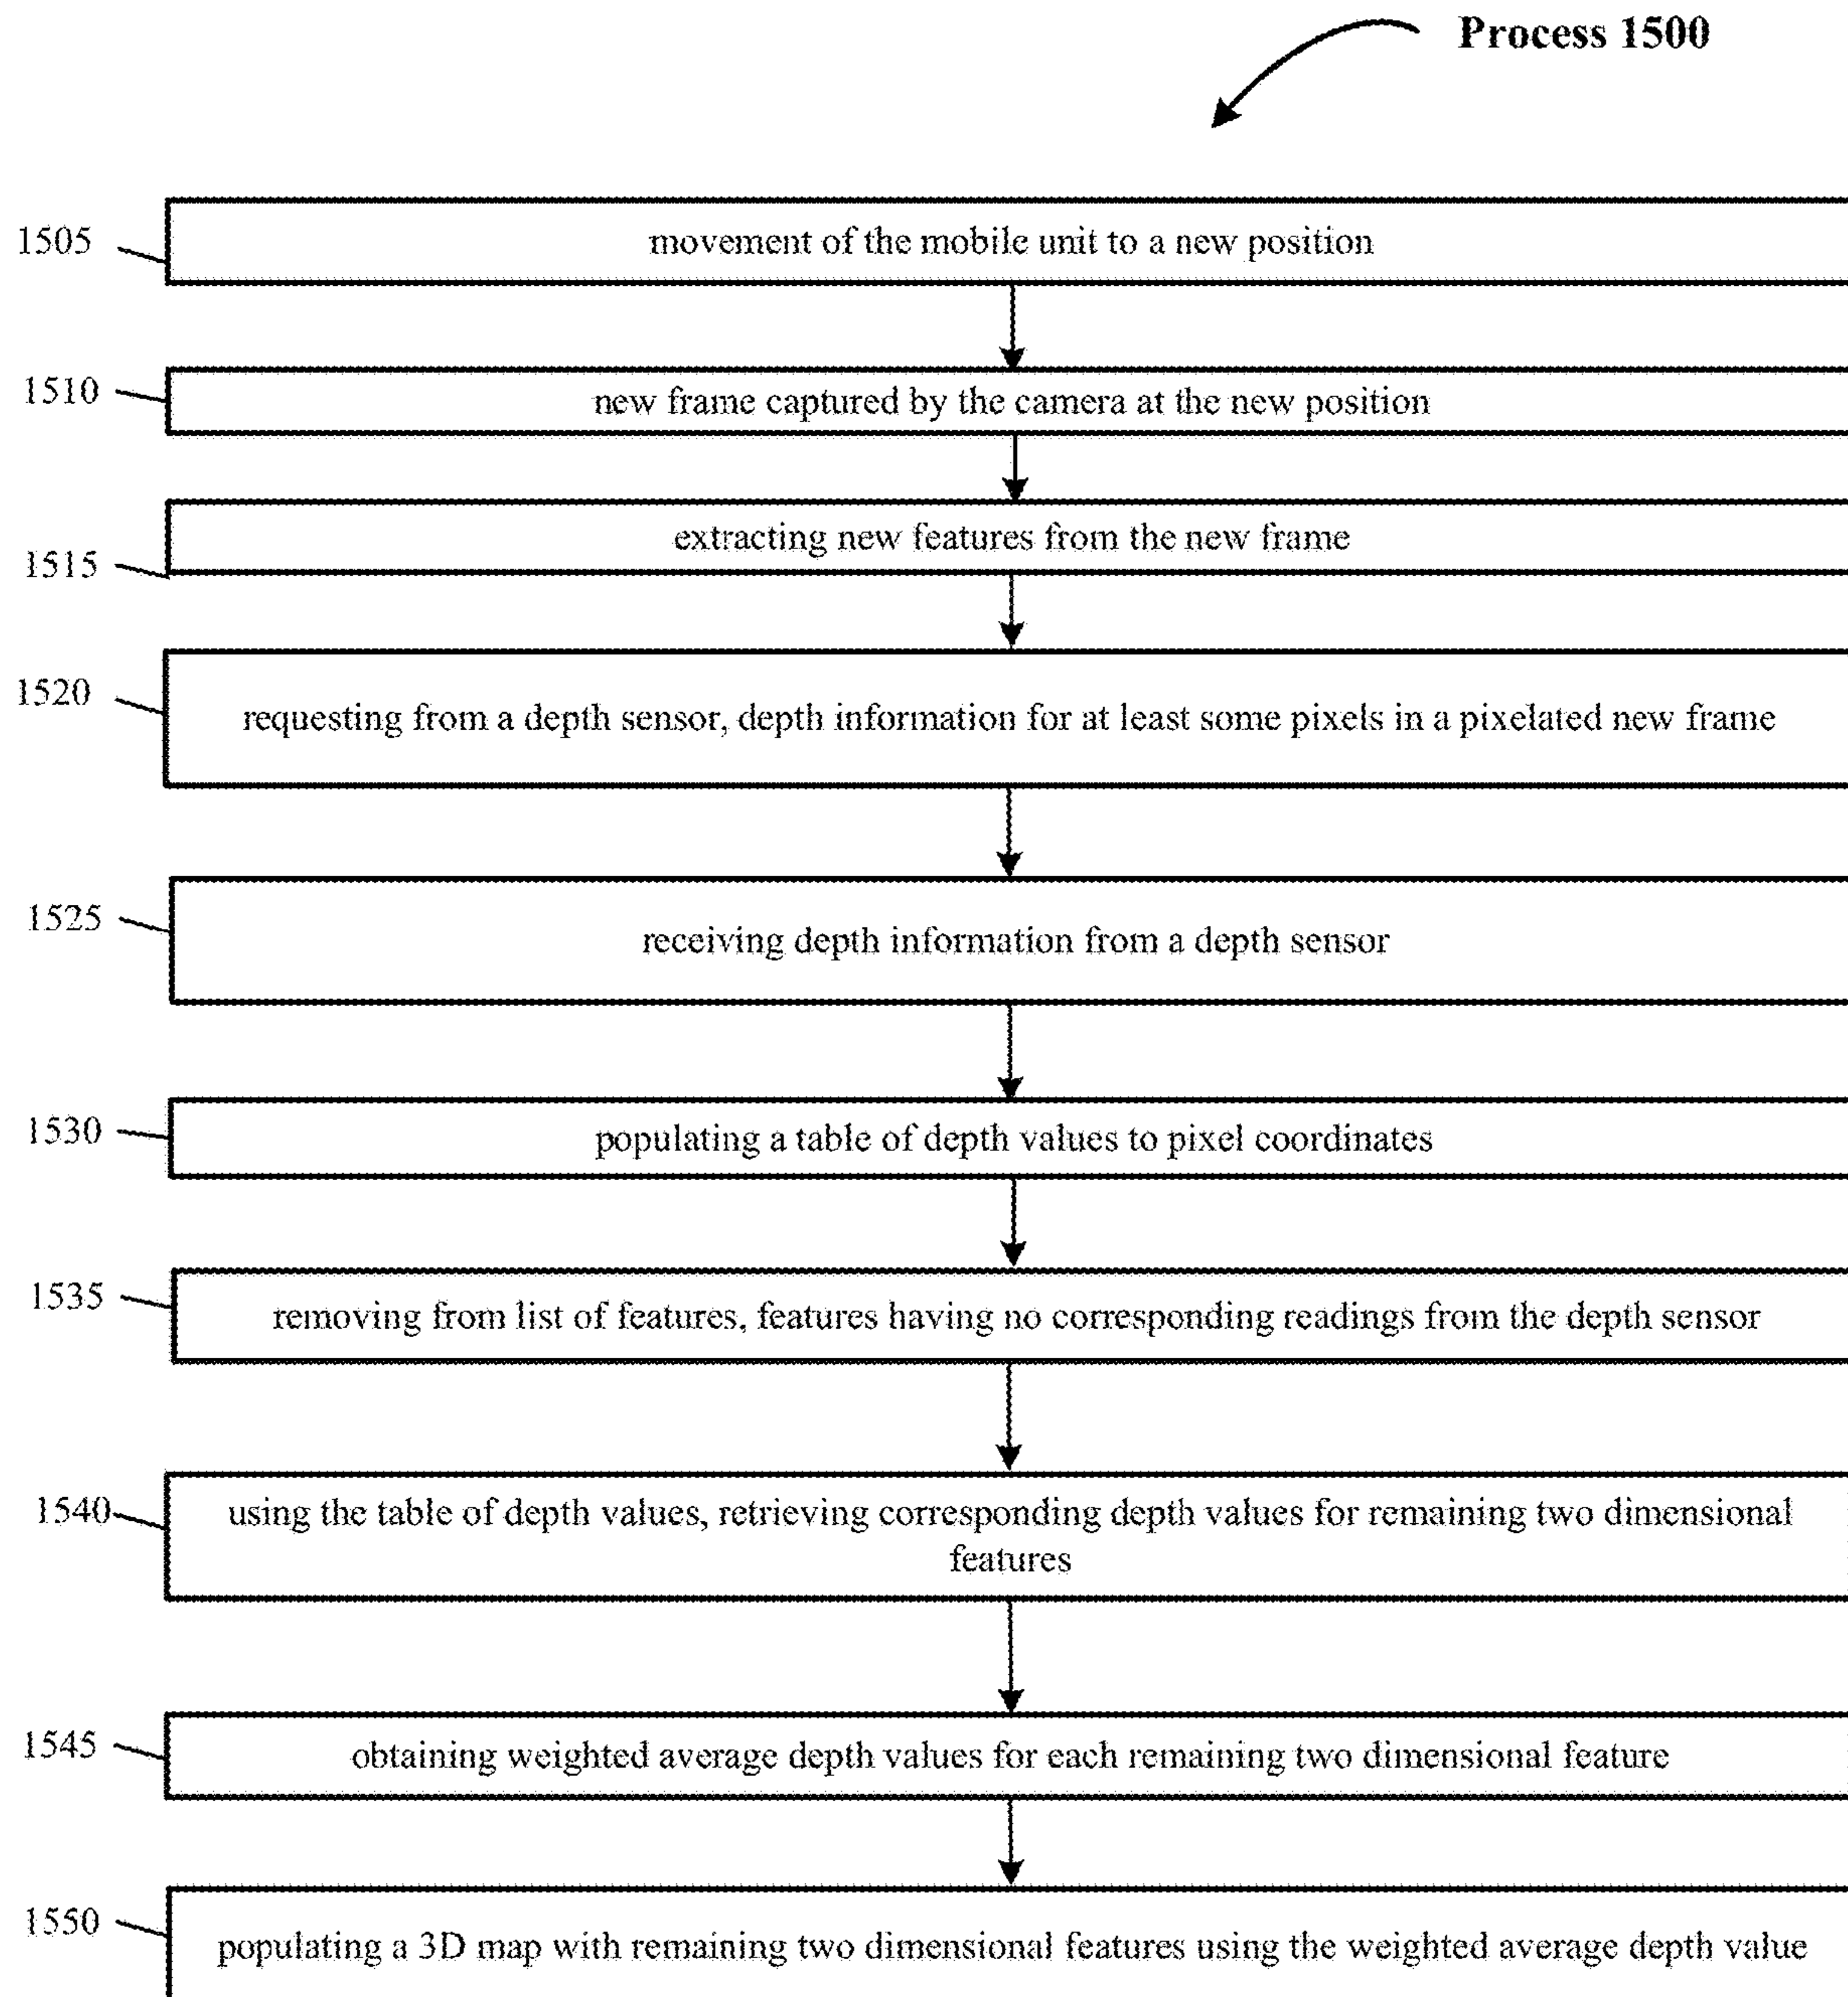 Process 1500
1505
movement of the mobile unit to a new position
1510
new frame captured by the camera at the new position
extracting new features from the new frame
1515
1520
requesting from a depth sensor, depth information for at least some pixels in a pixelated new frame
1525
receiving depth information from a depth sensor
1530
populating a table of depth values to pixel coordinates
1535
removing from list of features, features having no corresponding readings from the depth sensor
1540
using the table of depth values, retrieving corresponding depth values for remaining two dimensional
features
1545
obtaining weighted average depth values for each remaining two dimensional feature
1550
populating a 3D map with remaining two dimensional features using the weighted average depth value